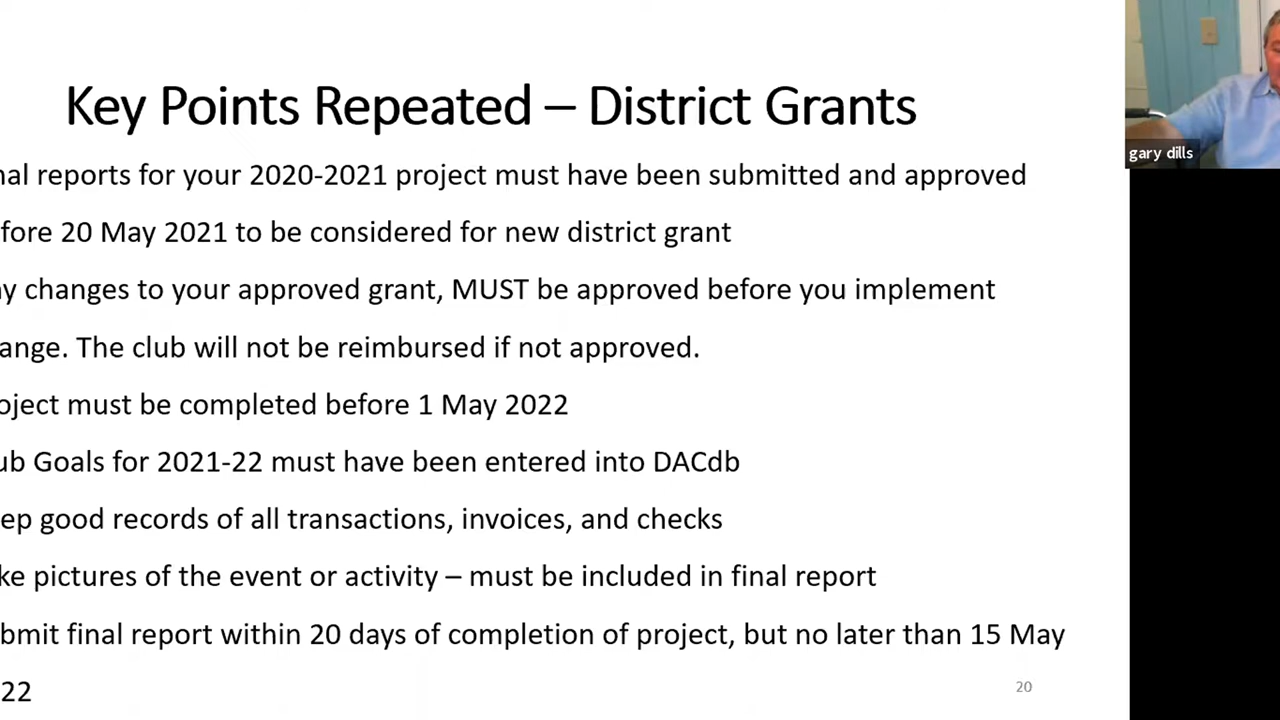 Key Points Repeated – District Grants
nal reports for your 2020-2021 project must have been submitted and approved
fore 20 May 2021 to be considered for new district grant
y changes to your approved grant, MUST be approved before you implement
ange. The club will not be reimbursed if not approved.
oject must be completed before 1 May 2022
ub Goals for 2021-22 must have been entered into DACdb
ep good records of all transactions, invoices, and checks
ke pictures of the event or activity – must be included in final report
bmit final report within 20 days of completion of project, but no later than 15 May
22
20
gary dills